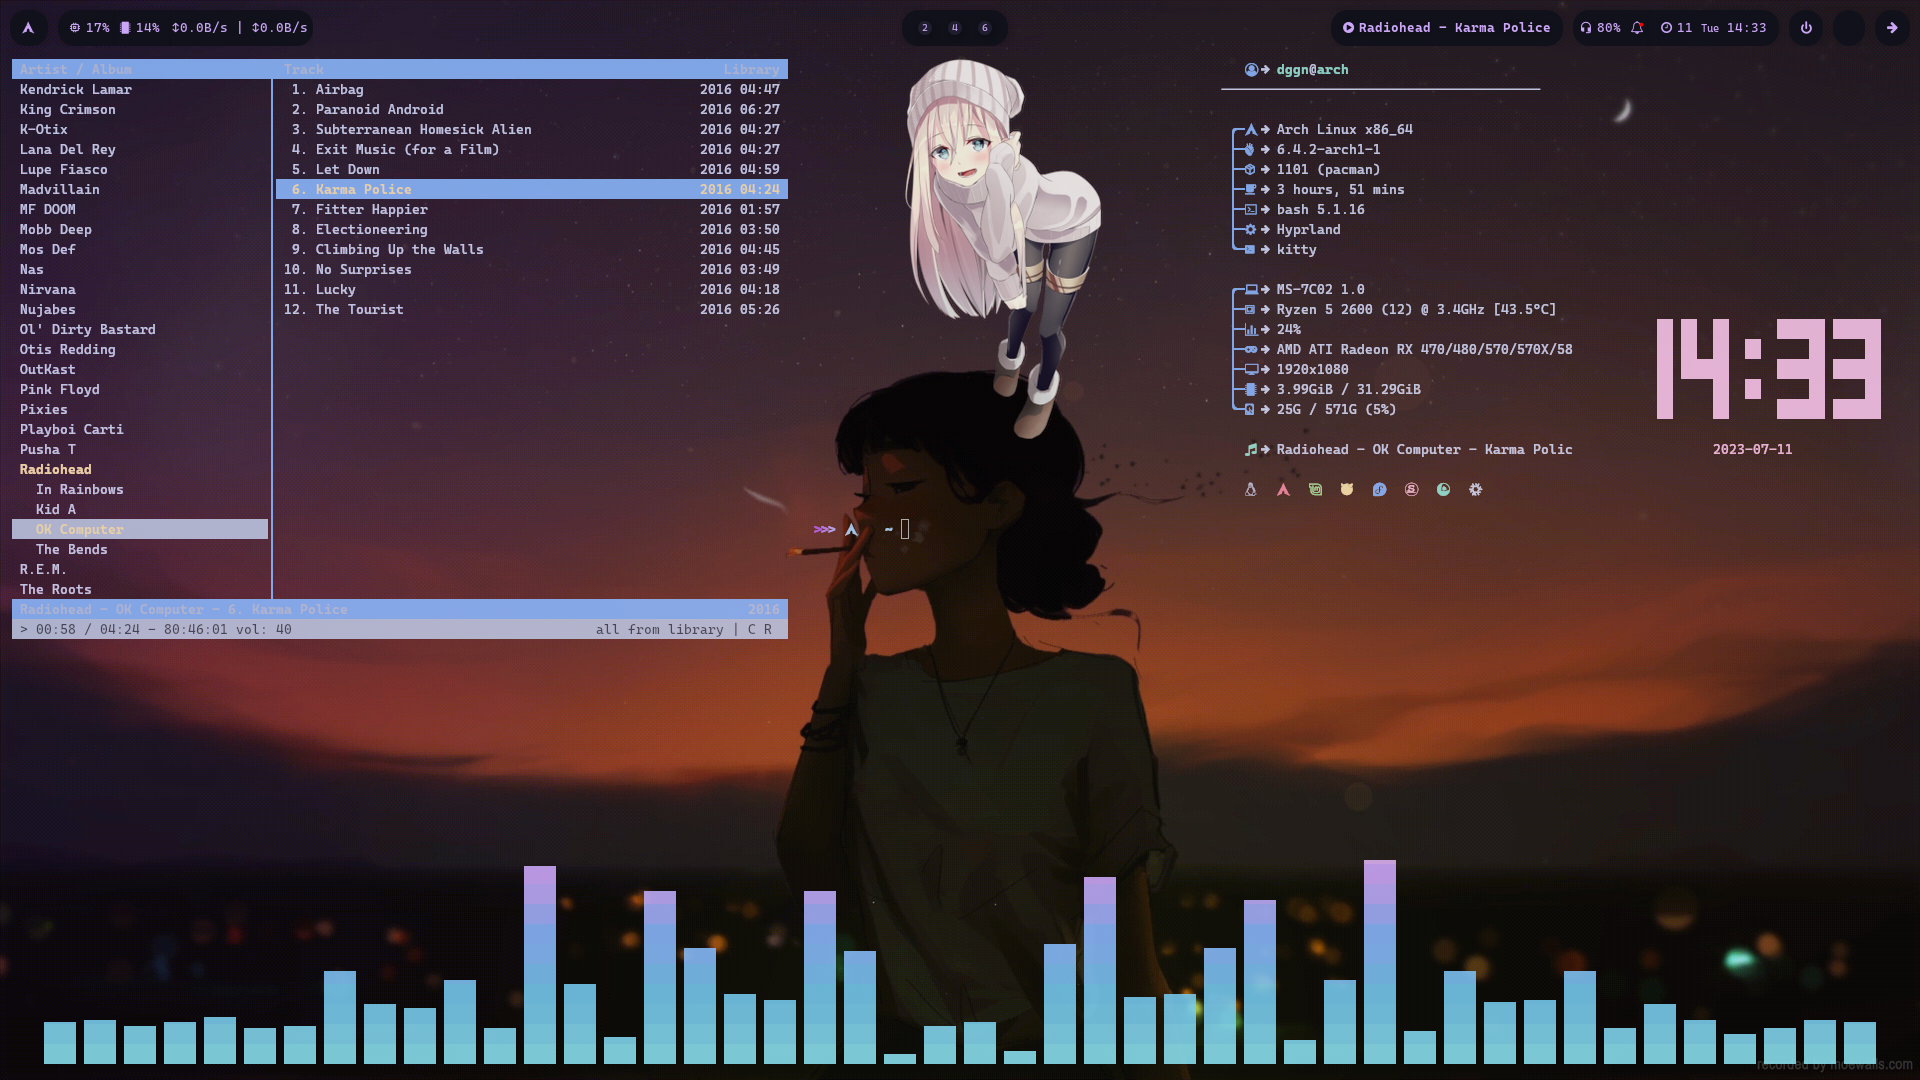 17% 14% ↕0.0B/s | ↕0.0B/s
2 4 6
Radiohead - Karma Police
80% 11 Tue 14:33
Artist / Album Track Library
Kendrick Lamar
King Crimson
K-Otix
Lana Del Rey
Lupe Fiasco
Madvillain
MF DOOM
Mobb Deep
Mos Def
Nas
Nirvana
Nujabes
Ol' Dirty Bastard
Otis Redding
OutKast
Pink Floyd
Pixies
Playboi Carti
Pusha T
Radiohead
In Rainbows
Kid A
OK Computer
The Bends
R.E.M.
The Roots
1. Airbag 2016 04:47
2. Paranoid Android 2016 06:27
3. Subterranean Homesick Alien 2016 04:27
4. Exit Music (for a Film) 2016 04:27
5. Let Down 2016 04:59
6. Karma Police 2016 04:24
7. Fitter Happier 2016 01:57
8. Electioneering 2016 03:50
9. Climbing Up the Walls 2016 04:45
10. No Surprises 2016 03:49
11. Lucky 2016 04:18
12. The Tourist 2016 05:26
Radiohead - OK Computer - 6. Karma Police 2016
> 00:58 / 04:24 - 80:46:01 vol: 40 all from library | C R
>>> ~
dggn@arch
Arch Linux x86_64
6.4.2-arch1-1
1101 (pacman)
3 hours, 51 mins
bash 5.1.16
Hyprland
kitty
MS-7C02 1.0
Ryzen 5 2600 (12) @ 3.4GHz [43.5°C]
24%
AMD ATI Radeon RX 470/480/570/570X/58
1920x1080
3.99GiB / 31.29GiB
25G / 571G (5%)
Radiohead - OK Computer - Karma Polic
14:33
2023-07-11
recorded by moewalls.com